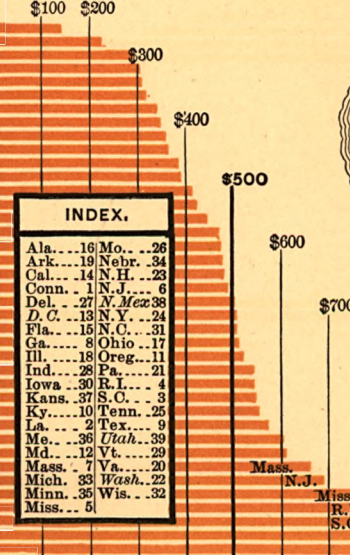 $100 $200
$300
$400
$500
$600
$700
INDEX.
Ala....16 Mo...26
Ark....19 Nebr..34
Cal....14 N.H...23
Conn.. 1 N.J.... 6
Del...27 N.Mex38
D.C...13 N.Y...24
Fla....15 N.C...31
Ga..... 8 Ohio..17
Ill.....18 Oreg...11
Ind....28 Pa....21
Iowa..30 R.I.... 4
Kans..37 S.C.... 3
Ky.....10 Tenn..25
La..... 2 Tex... 9
Me....36 Utah..39
Md....12 Vt....29
Mass.. 7 Va....20
Mich. 33 Wash..22
Minn..35 Wis...32
Miss... 5
Mass.
N.J.
Miss
R.
S.C